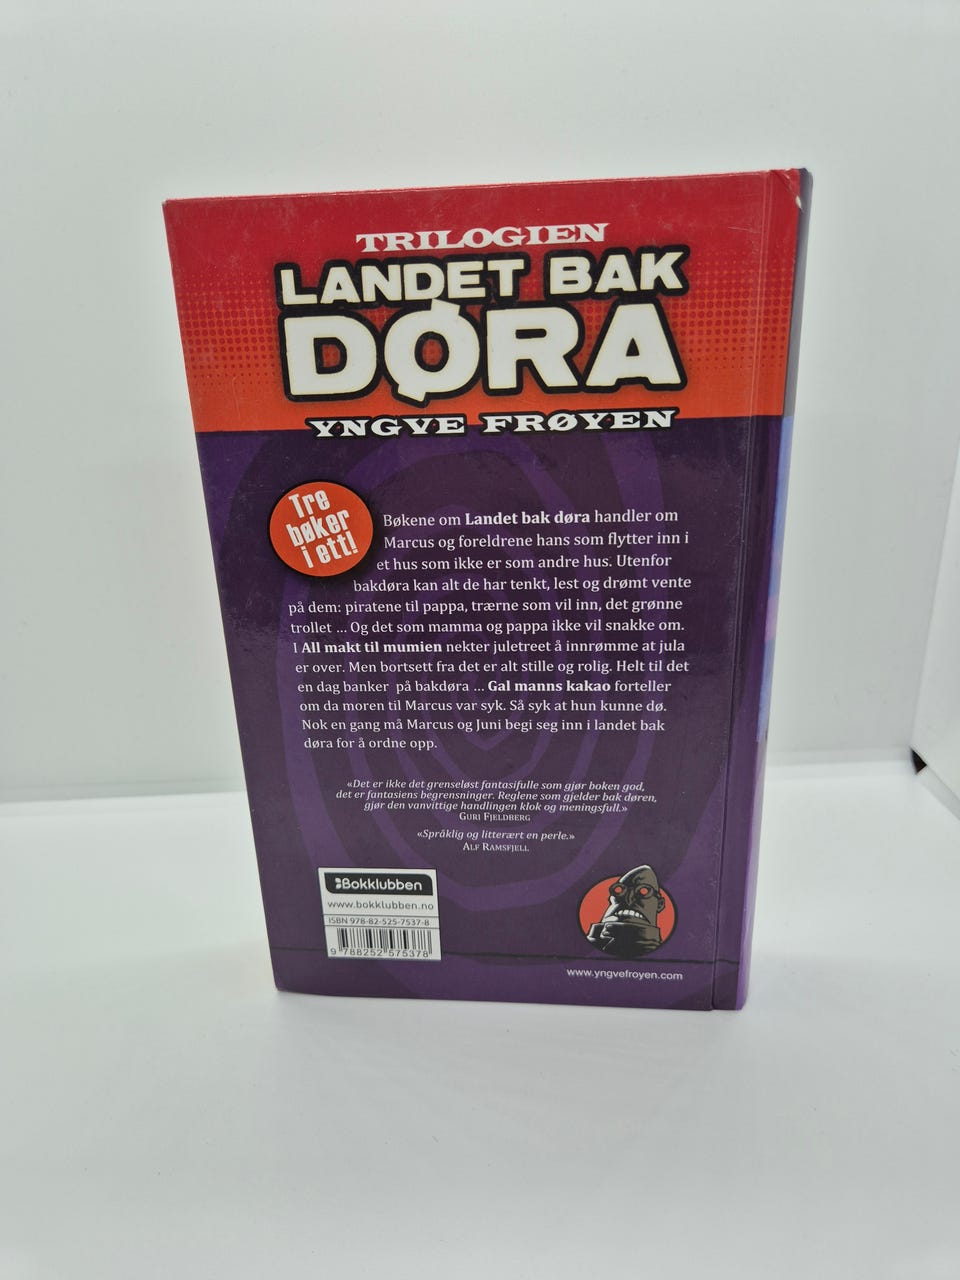 TRILOGIEN
LANDET BAK
DØRA
YNGVE FRØYEN
Tre
bøker
i ett!
Bøkene om Landet bak døra handler om
Marcus og foreldrene hans som flytter inn i
et hus som ikke er som andre hus. Utenfor
bakdøra kan alt de har tenkt, lest og drømt vente
på dem: piratene til pappa, trærne som vil inn, det grønne
trollet ... Og det som mamma og pappa ikke vil snakke om.
I All makt til mumien nekter juletreet å innrømme at jula
er over. Men bortsett fra det er alt stille og rolig. Helt til det
en dag banker på bakdøra ... Gal manns kakao forteller
om da moren til Marcus var syk. Så syk at hun kunne dø.
Nok en gang må Marcus og Juni begi seg inn i landet bak
døra for å ordne opp.
«Det er ikke det grenseløst fantasifulle som gjør boken god,
det er fantasiens begrensninger. Reglene som gjelder bak døren,
gjør den vanvittige handlingen klok og meningsfull.»
GURI FJELDBERG
«Språklig og litterært en perle.»
ALF RAMSFJELL
Bokklubben
www.bokklubben.no
ISBN 978-82-525-7537-8
9 788252 575378
www.yngvefroyen.com